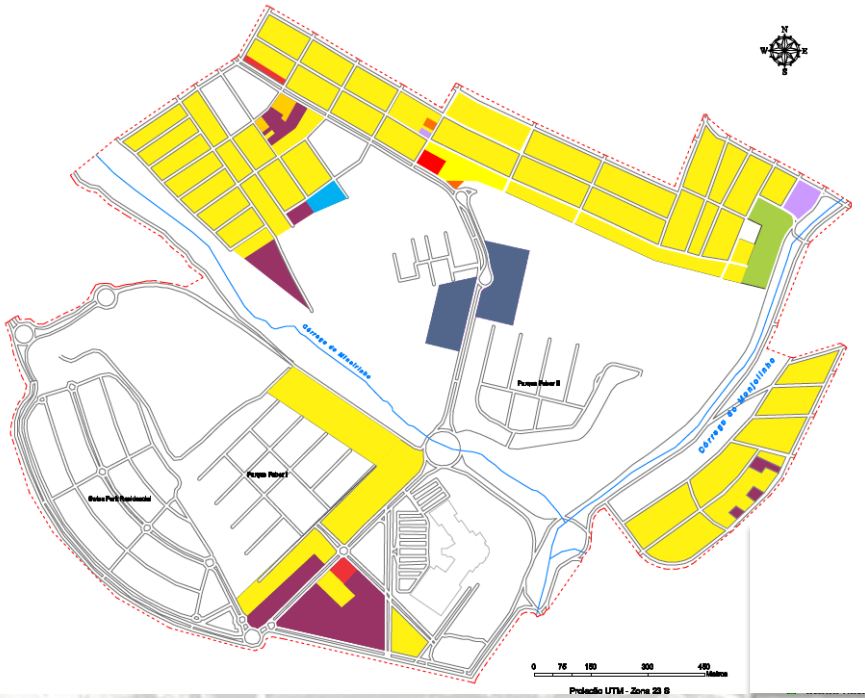 N
W E
S
Córrego do Mineirinho
Parque Faber II
Córrego do Monjolinho
Parque Faber I
Swiss Park Residencial
0 75 150 300 450
Metros
Projeção UTM - Zona 23 S